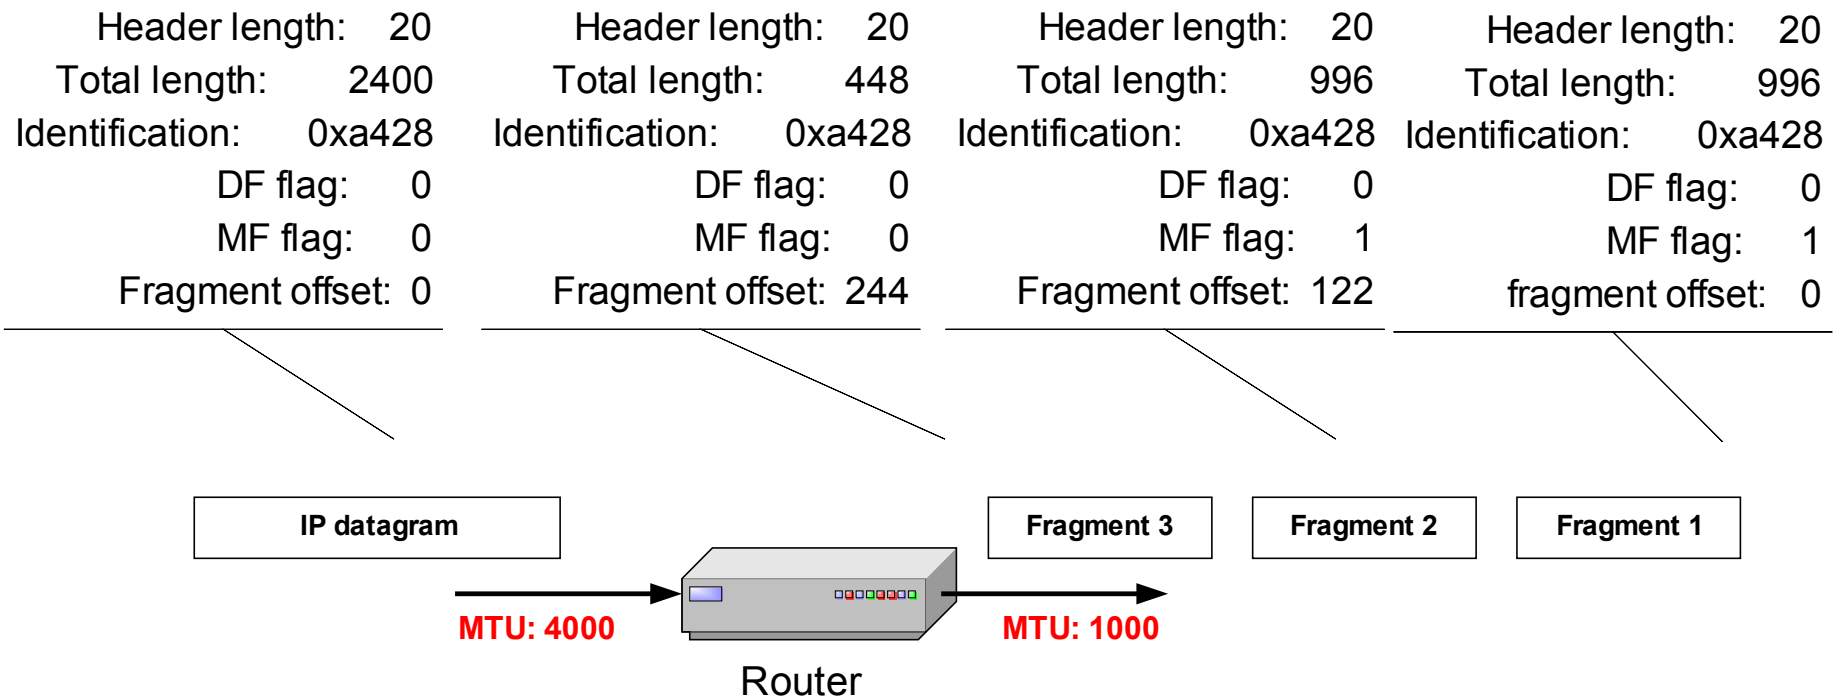 Header length: 20
Total length: 2400
Identification: 0xa428
DF flag: 0
MF flag: 0
Fragment offset: 0
Header length: 20
Total length: 448
Identification: 0xa428
DF flag: 0
MF flag: 0
Fragment offset: 244
Header length: 20
Total length: 996
Identification: 0xa428
DF flag: 0
MF flag: 1
Fragment offset: 122
Header length: 20
Total length: 996
Identification: 0xa428
DF flag: 0
MF flag: 1
fragment offset: 0
IP datagram
Fragment 3
Fragment 2
Fragment 1
MTU: 4000
MTU: 1000
Router